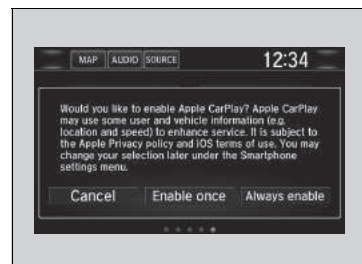 MAP AUDIO SOURCE 12:34
Would you like to enable Apple CarPlay? Apple CarPlay
may use some user and vehicle information (e.g.
location and speed) to enhance service. It is subject to
the Apple Privacy policy and iOS terms of use. You may
change your selection later under the Smartphone
settings menu.
Cancel Enable once Always enable